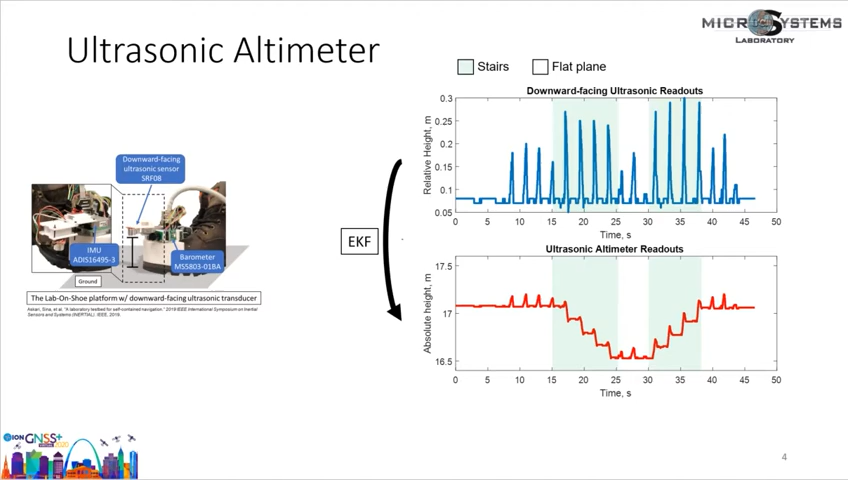 Ultrasonic Altimeter
MICROSYSTEMS
LABORATORY
Stairs
Flat plane
Downward-facing Ultrasonic Readouts
Relative Height, m
0.3
0.25
0.2
0.15
0.1
0.05
0 5 10 15 20 25 30 35 40 45 50
Time, s
Downward-facing
ultrasonic sensor
SRF08
IMU
ADIS16495-3
Barometer
MS5803-01BA
Ground
The Lab-On-Shoe platform w/ downward-facing ultrasonic transducer
Askari, Sina, et al. "A laboratory testbed for self-contained navigation." 2019 IEEE International Symposium on Inertial
Sensors and Systems (INERTIAL). IEEE, 2019.
EKF
Ultrasonic Altimeter Readouts
Absolute height, m
17.5
17
16.5
0 5 10 15 20 25 30 35 40 45 50
Time, s
ION
GNSS+
VIRTUAL 2020
4